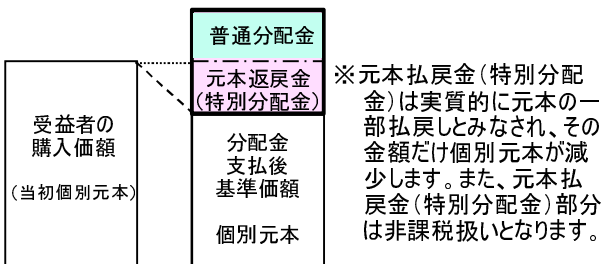 普通分配金
元本返戻金
(特別分配金)
受益者の
購入価額
(当初個別元本)
分配金
支払後
基準価額
個別元本
※元本払戻金(特別分配
金)は実質的に元本の一
部払戻しとみなされ、その
金額だけ個別元本が減
少します。また、元本払
戻金(特別分配金)部分
は非課税扱いとなります。